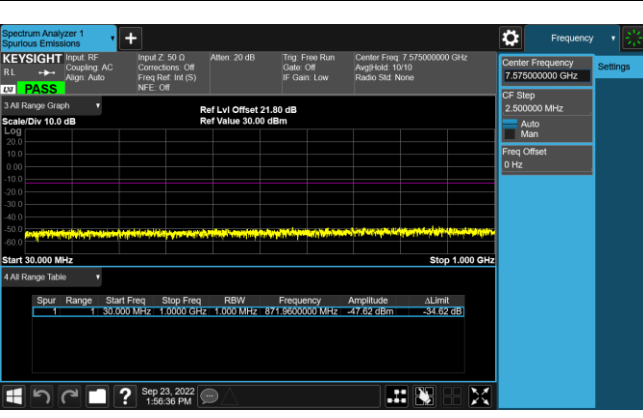 Spectrum Analyzer 1
Spurious Emissions
Frequency
KEYSIGHT
RL
LXI
PASS
Input: RF
Coupling: AC
Align: Auto
Input Z: 50 Ω
Corrections: Off
Freq Ref: Int (S)
NFE: Off
Atten: 20 dB
Trig: Free Run
Gate: Off
IF Gain: Low
Center Freq: 7.575000000 GHz
Avg|Hold: 10/10
Radio Std: None
Center Frequency
7.575000000 GHz
Settings
CF Step
2.500000 MHz
Auto
Man
Freq Offset
0 Hz
3 All Range Graph
Scale/Div 10.0 dB
Ref Lvl Offset 21.80 dB
Ref Value 30.00 dBm
Log
20.0
10.0
0.00
-10.0
-20.0
-30.0
-40.0
-50.0
-60.0
Start 30.000 MHz
Stop 1.000 GHz
4 All Range Table
Spur Range Start Freq Stop Freq RBW Frequency Amplitude ΔLimit
1 1 30.000 MHz 1.0000 GHz 1.000 MHz 871.9600000 MHz -47.62 dBm -34.62 dB
Sep 23, 2022
1:56:36 PM